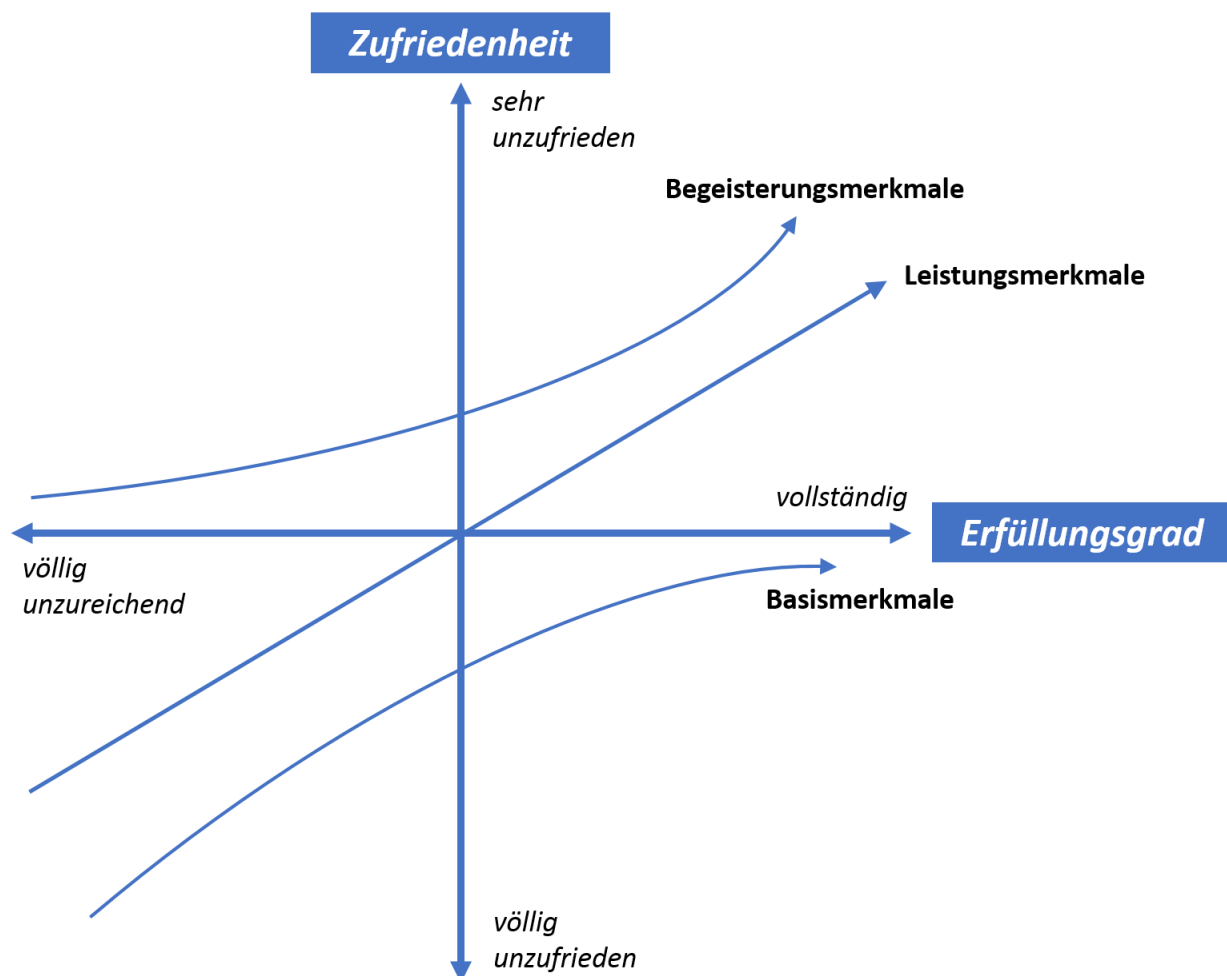 Zufriedenheit
sehr
unzufrieden
Begeisterungsmerkmale
Leistungsmerkmale
vollständig
Erfüllungsgrad
völlig
unzureichend
Basismerkmale
völlig
unzufrieden